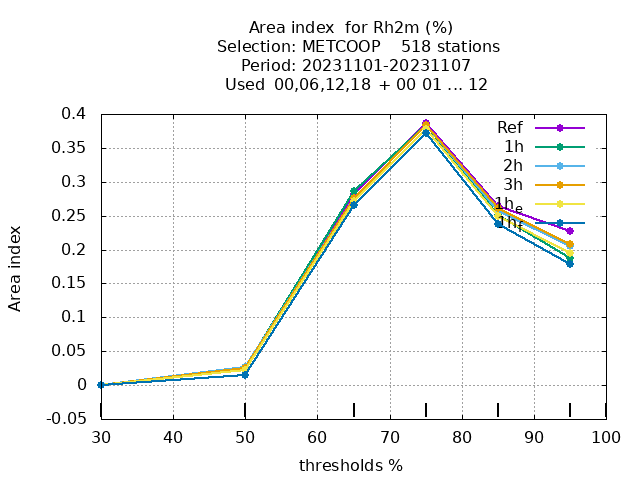 Area index  for Rh2m (%)
Selection: METCOOP    518 stations
Period: 20231101-20231107
Used  00,06,12,18  + 00 01 ... 12
0.4
0.35
0.3
0.25
0.2
0.15
0.1
0.05
0
-0.05
Area index
Ref
1h
2h
3h
1he
1hf
30 40 50 60 70 80 90 100
thresholds %